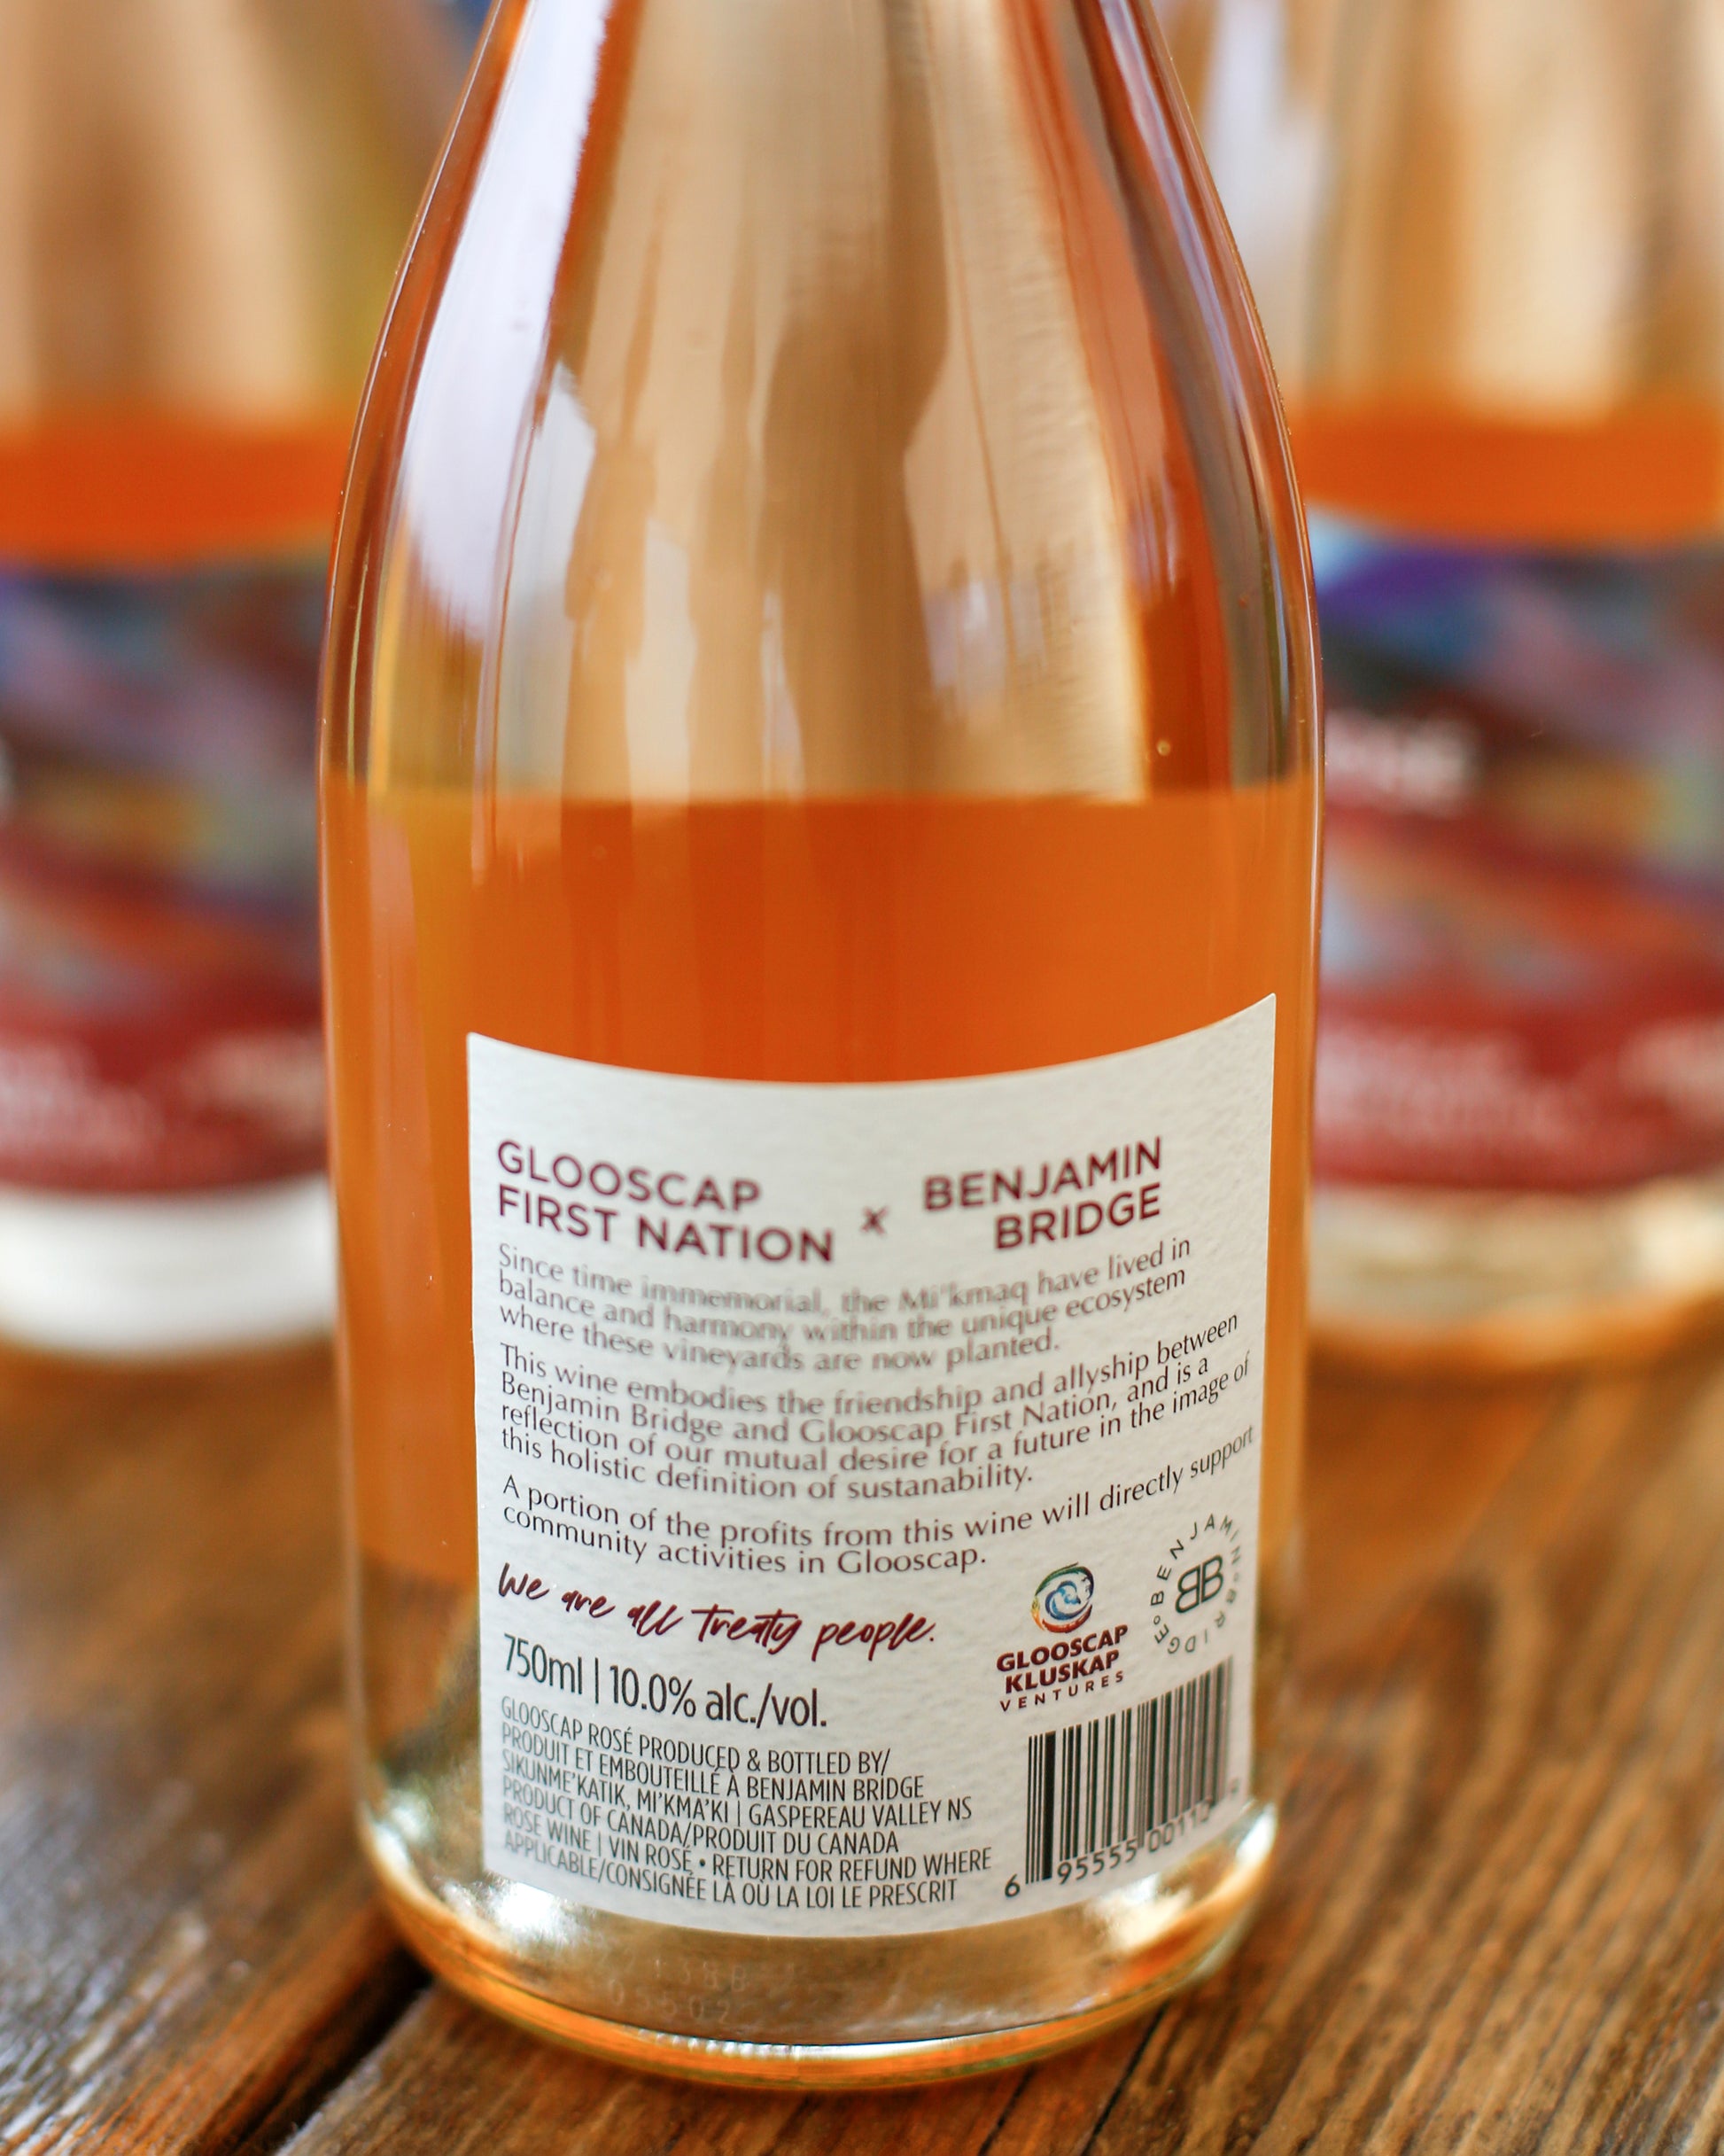 GLOOSCAP
FIRST NATION
x
BENJAMIN
BRIDGE
Since time immemorial, the Mi'kmaq have lived in
balance and harmony within the unique ecosystem
where these vineyards are now planted.
This wine embodies the friendship and allyship between
Benjamin Bridge and Glooscap First Nation, and is a
reflection of our mutual desire for a future in the image of
this holistic definition of sustanability.
A portion of the profits from this wine will directly support
community activities in Glooscap.
We are all treaty people.
750ml | 10.0% alc./vol.
GLOOSCAP ROSÉ PRODUCED & BOTTLED BY/
PRODUIT ET EMBOUTEILLÉ À BENJAMIN BRIDGE
SIKUNME'KATIK, MI'KMA'KI | GASPEREAU VALLEY NS
PRODUCT OF CANADA/PRODUIT DU CANADA
ROSÉ WINE | VIN ROSÉ • RETURN FOR REFUND WHERE
APPLICABLE/CONSIGNÉE LÀ OÙ LA LOI LE PRESCRIT
GLOOSCAP
KLUSKAP
VENTURES
BENJAMIN BRIDGE
BB
6 95555